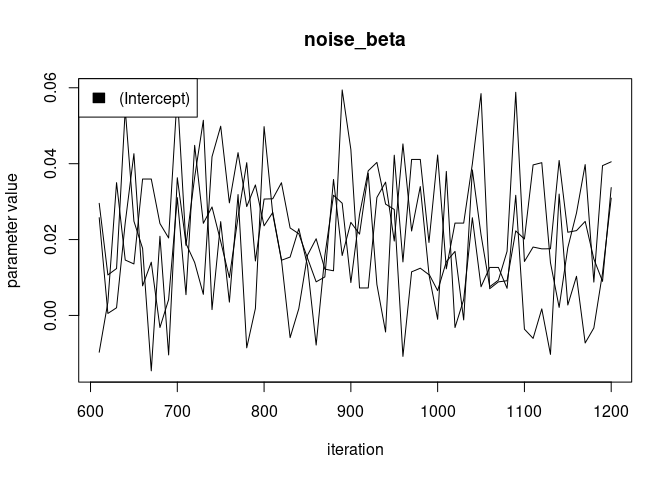 noise_beta
(Intercept)
parameter value
0.06
0.04
0.02
0.00
600 700 800 900 1000 1100 1200
iteration